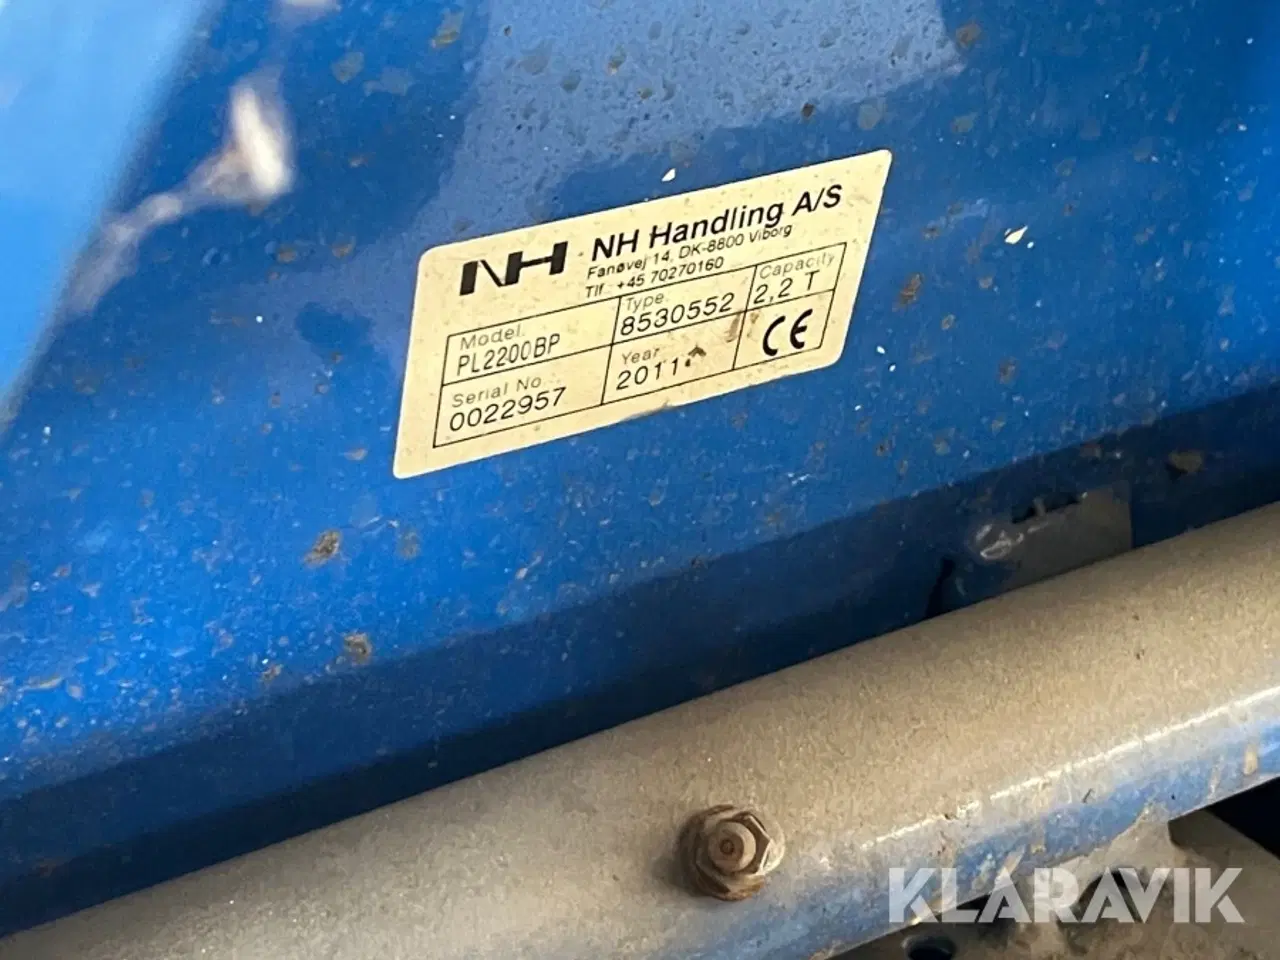 NH NH Handling A/S
Fanøvej 14, DK-8800 Viborg
Tlf.: +45 70270160
Model. Type. Capacity
PL2200BP 8530552 2,2 T
Serial No. Year
0022957 2011 CE
KLARAVIK